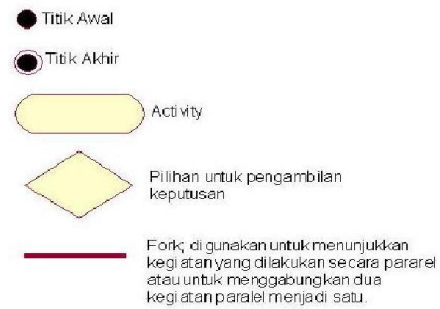 Titik Awal
Titik Akhir
Activity
Pilihan untuk pengambilan
keputusan
Fork; digunakan untuk menunjukkan
kegiatan yang dilakukan secara pararel
atau untuk menggabungkan dua
kegiatan paralel menjadi satu.